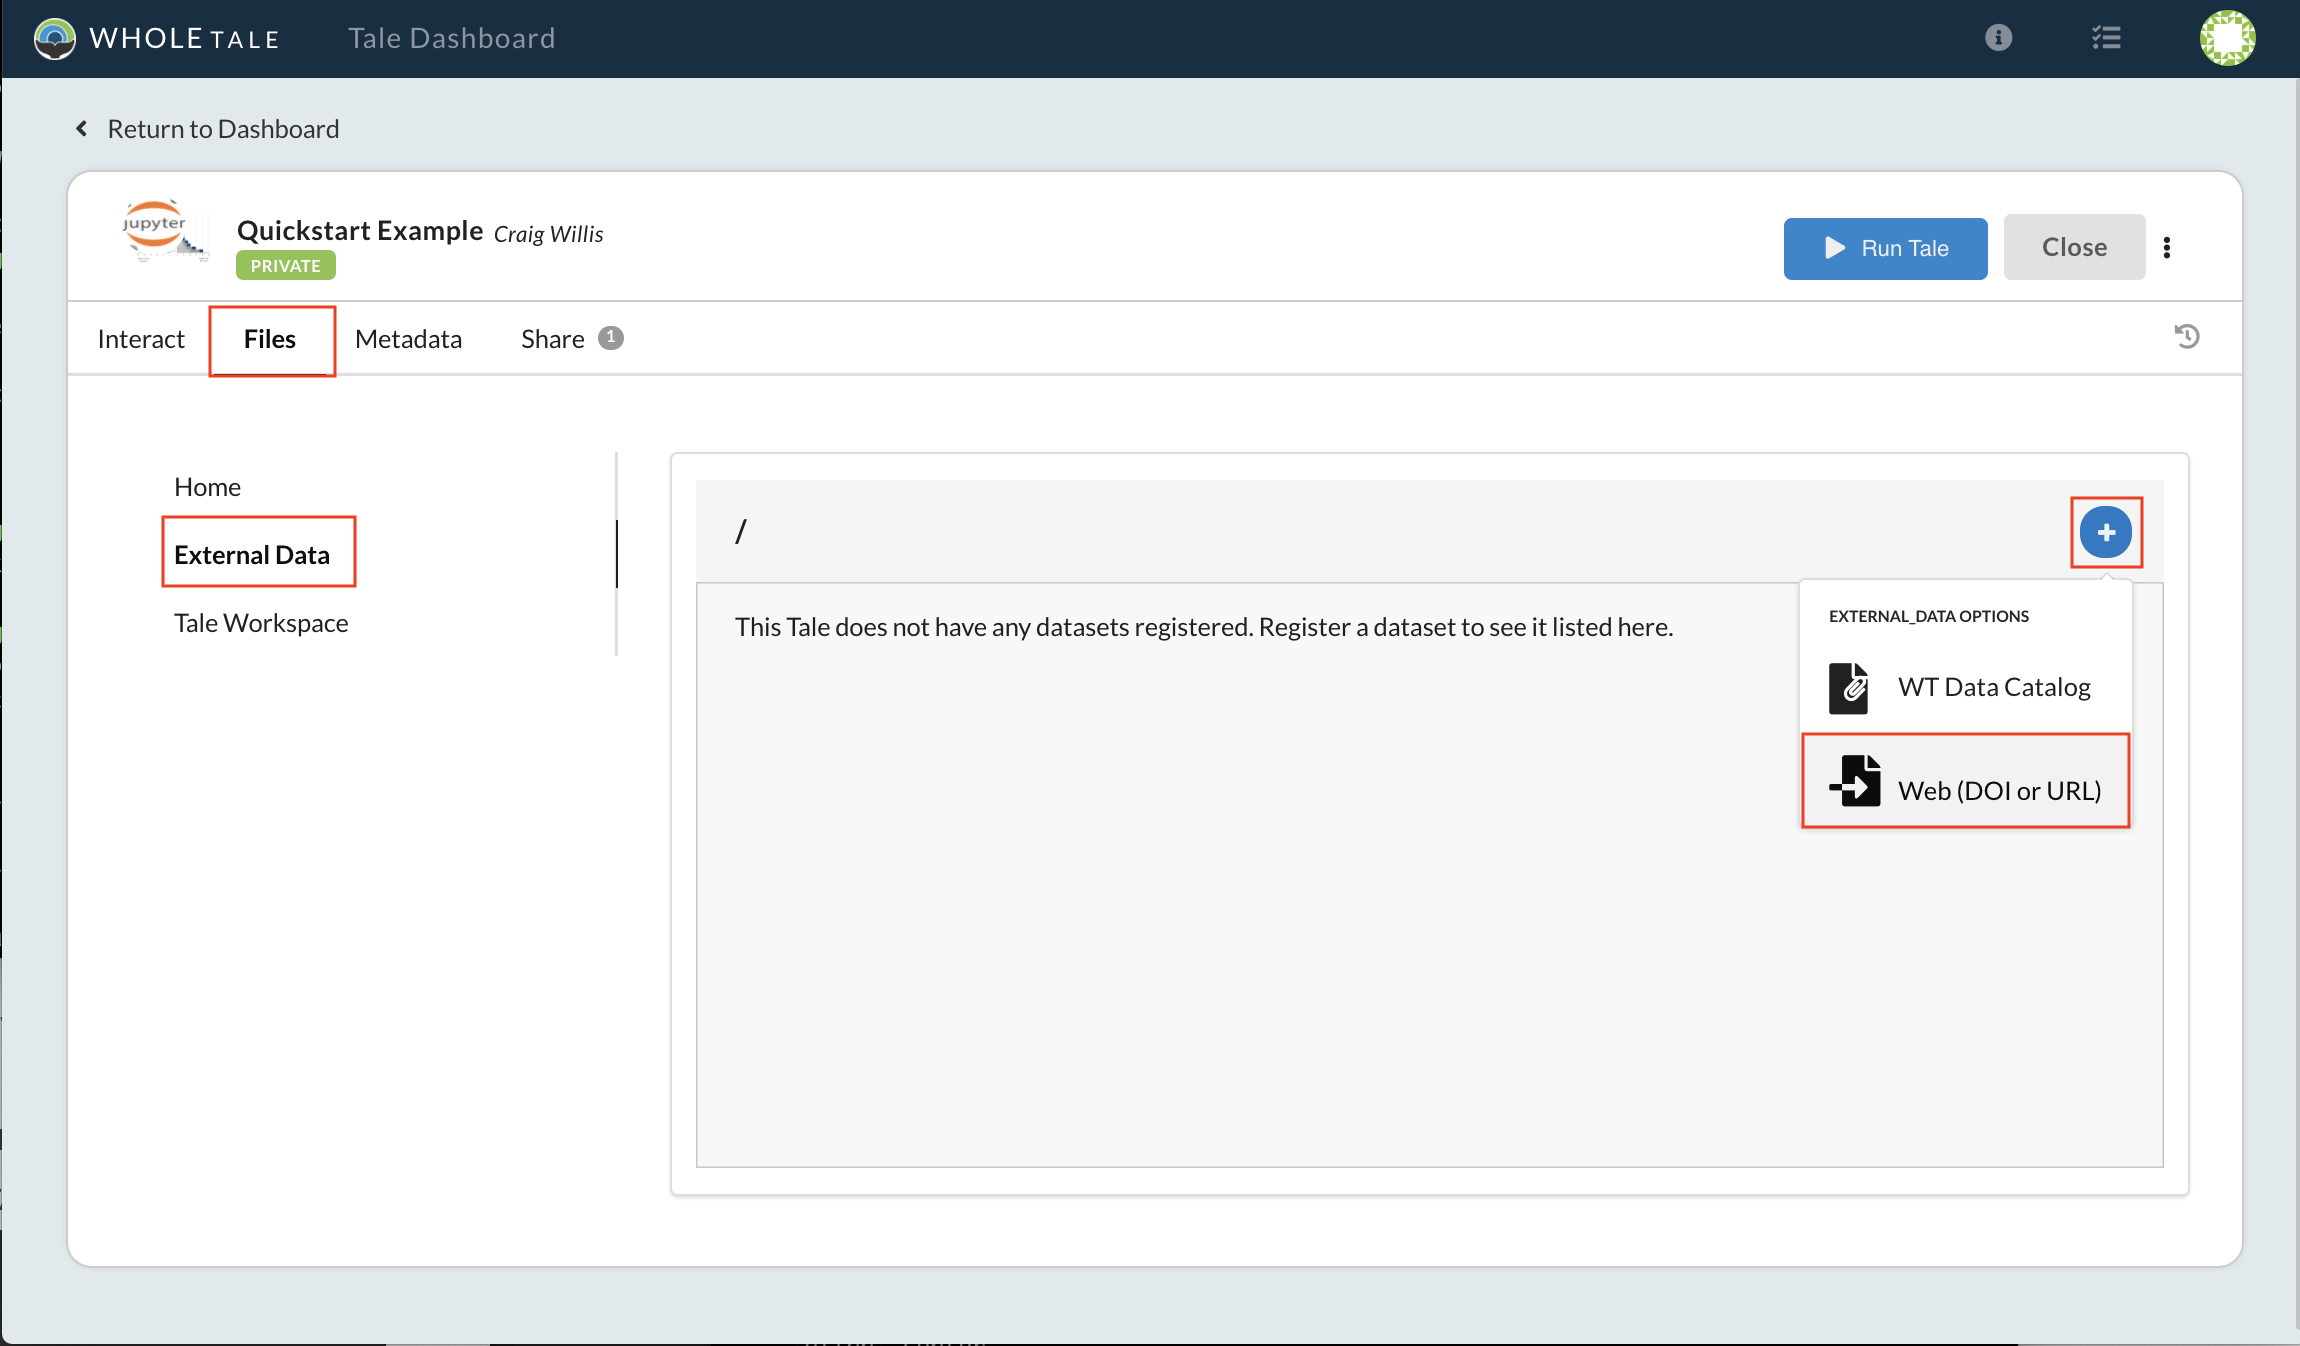 WHOLE TALE Tale Dashboard
Return to Dashboard
jupyter
Quickstart Example Craig Willis
PRIVATE
Run Tale
Close
Interact Files Metadata Share 1
Home
External Data
Tale Workspace
/
This Tale does not have any datasets registered. Register a dataset to see it listed here.
EXTERNAL_DATA OPTIONS
WT Data Catalog
Web (DOI or URL)